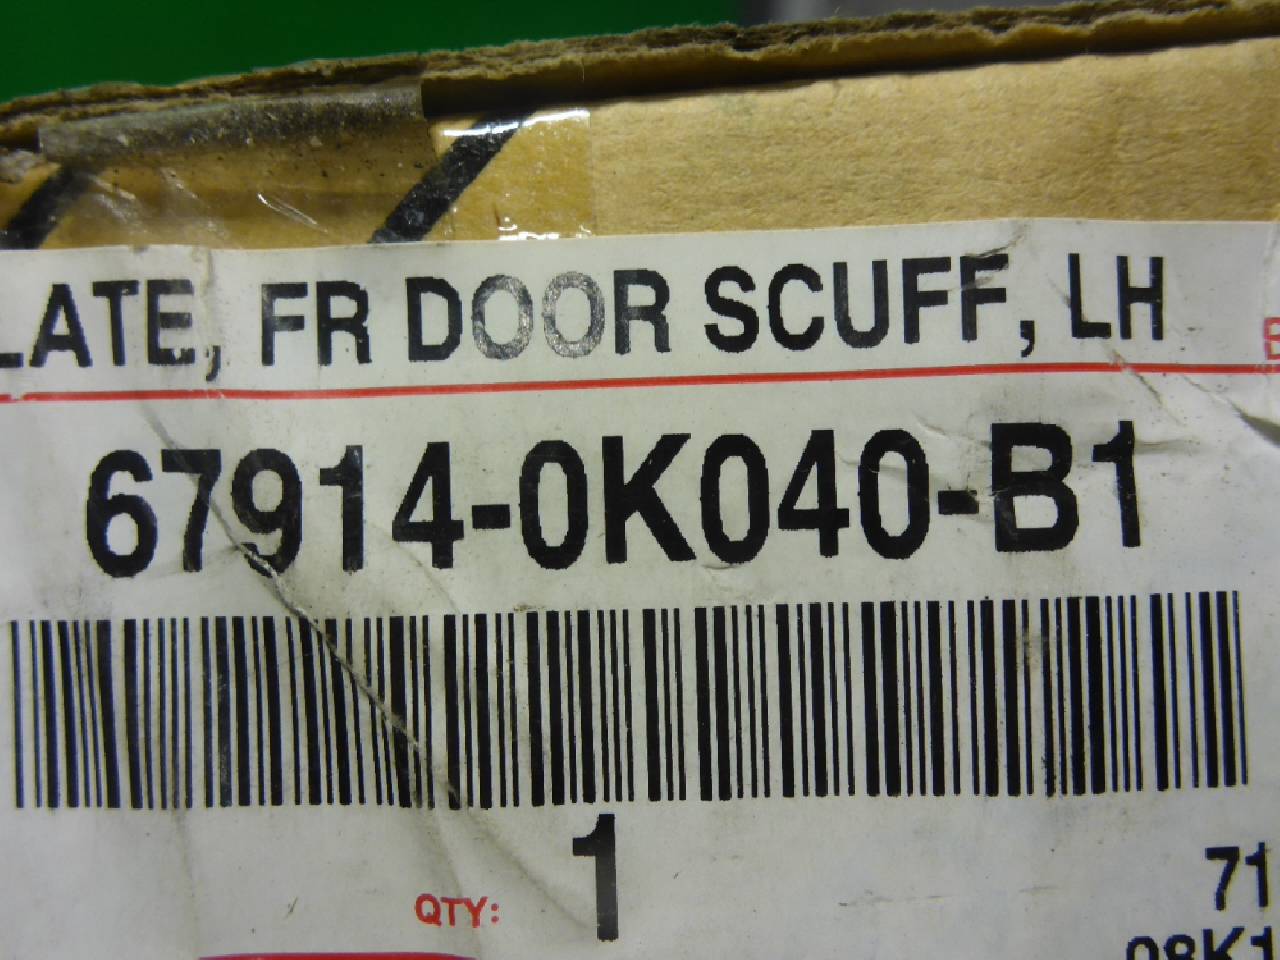 LATE, FR DOOR SCUFF, LH
67914-0K040-B1
QTY: 1
71